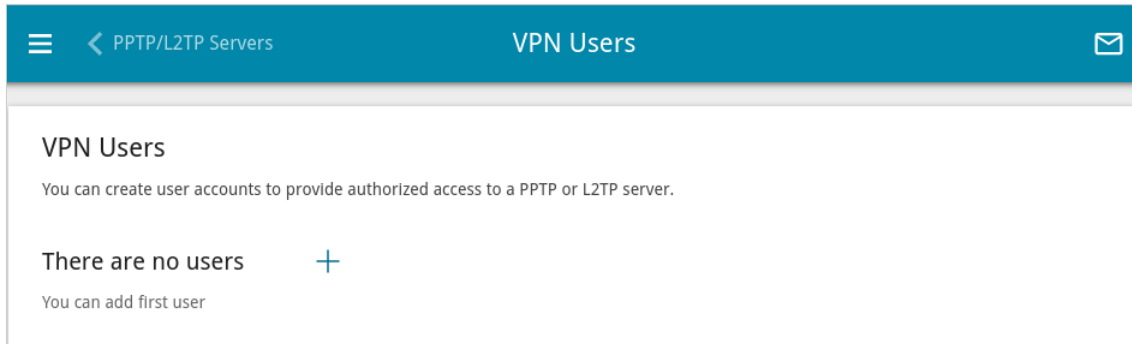 PPTP/L2TP Servers
VPN Users
VPN Users
You can create user accounts to provide authorized access to a PPTP or L2TP server.
There are no users
You can add first user